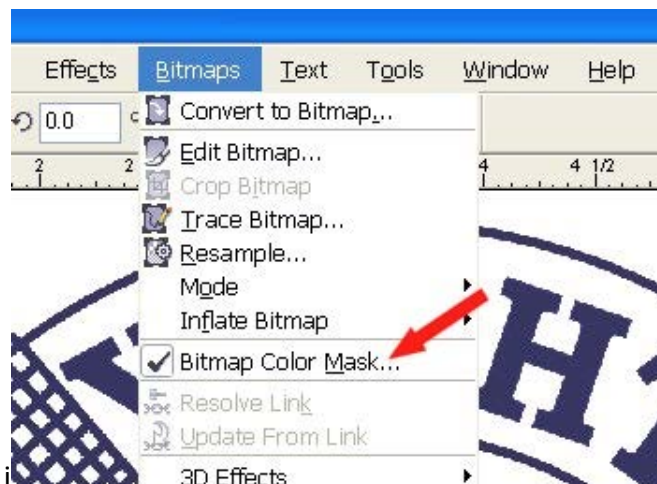 Effects Bitmaps Text Tools Window Help
0.0 Convert to Bitmap...
2 2 4 4 1/2
Edit Bitmap...
Crop Bitmap
Trace Bitmap...
Resample...
Mode
Inflate Bitmap
Bitmap Color Mask...
Resolve Link
Update From Link
3D Effects
H
i